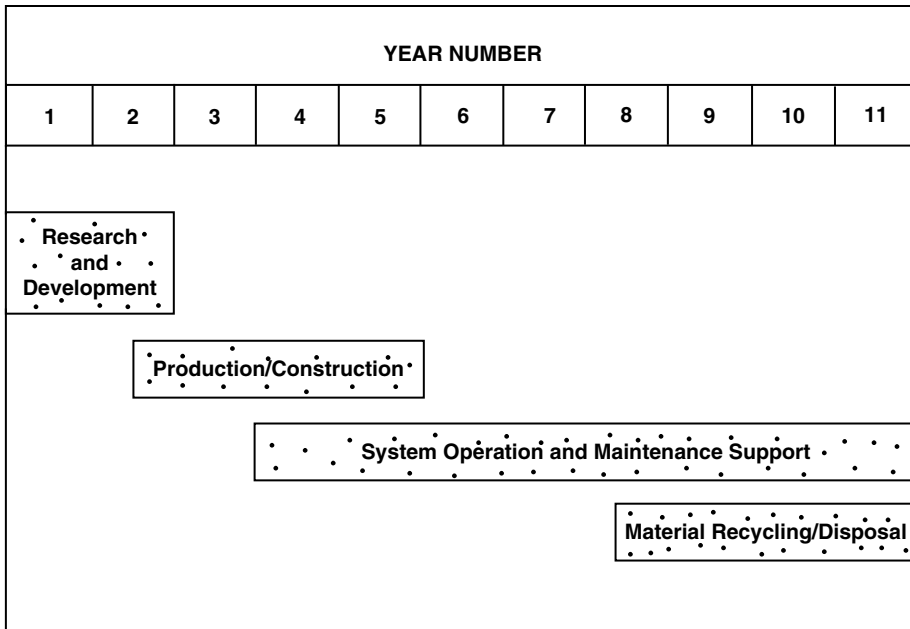 YEAR NUMBER
1 2 3 4 5 6 7 8 9 10 11
Research
and
Development
Production/Construction
System Operation and Maintenance Support
Material Recycling/Disposal